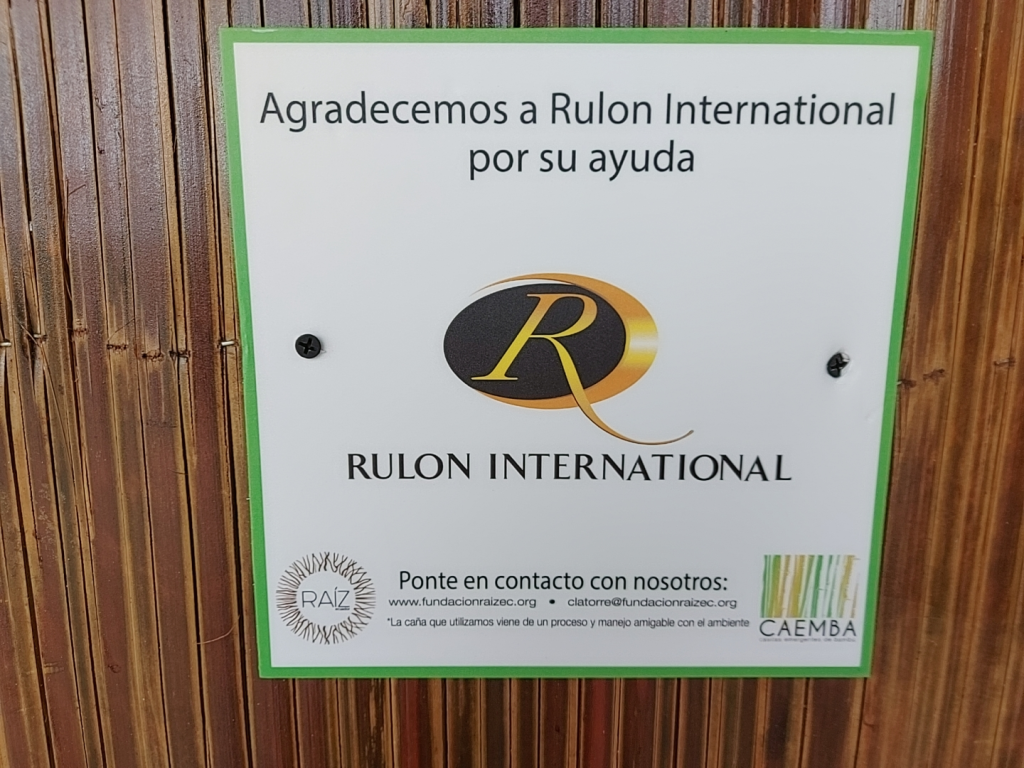 Agradecemos a Rulon International
por su ayuda
R
RULON INTERNATIONAL
RAÍZ
Ponte en contacto con nosotros:
www.fundacionraizec.org • clatorre@fundacionraizec.org
*La caña que utilizamos viene de un proceso y manejo amigable con el ambiente
CAEMBA